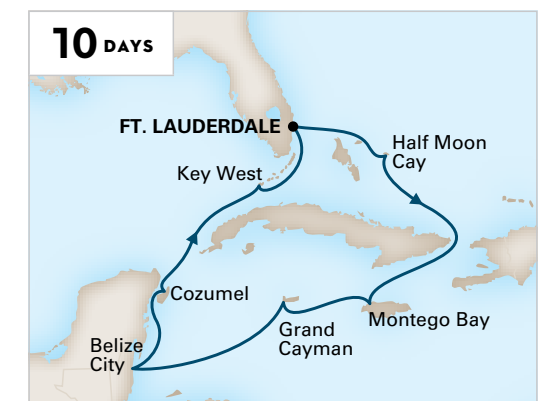 10 DAYS
FT. LAUDERDALE
Half Moon
Cay
Key West
Cozumel
Montego Bay
Grand
Cayman
Belize
City